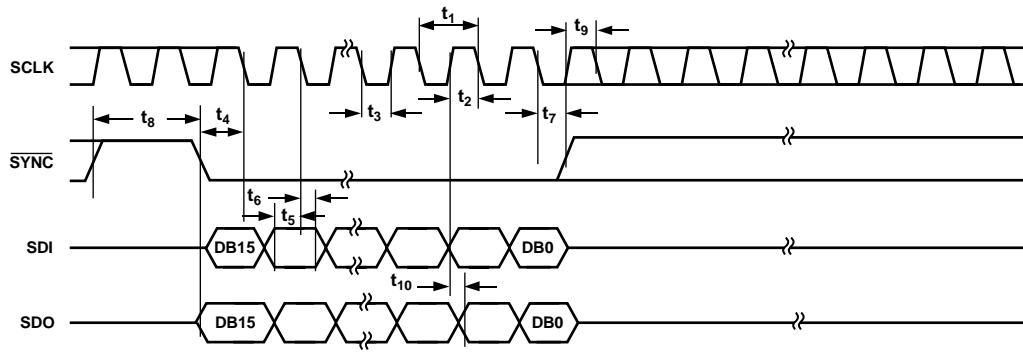 t1
t9
SCLK
t2
t3
t7
t8
t4
SYNC
t6
t5
SDI
DB15
DB0
t10
SDO
DB15
DB0